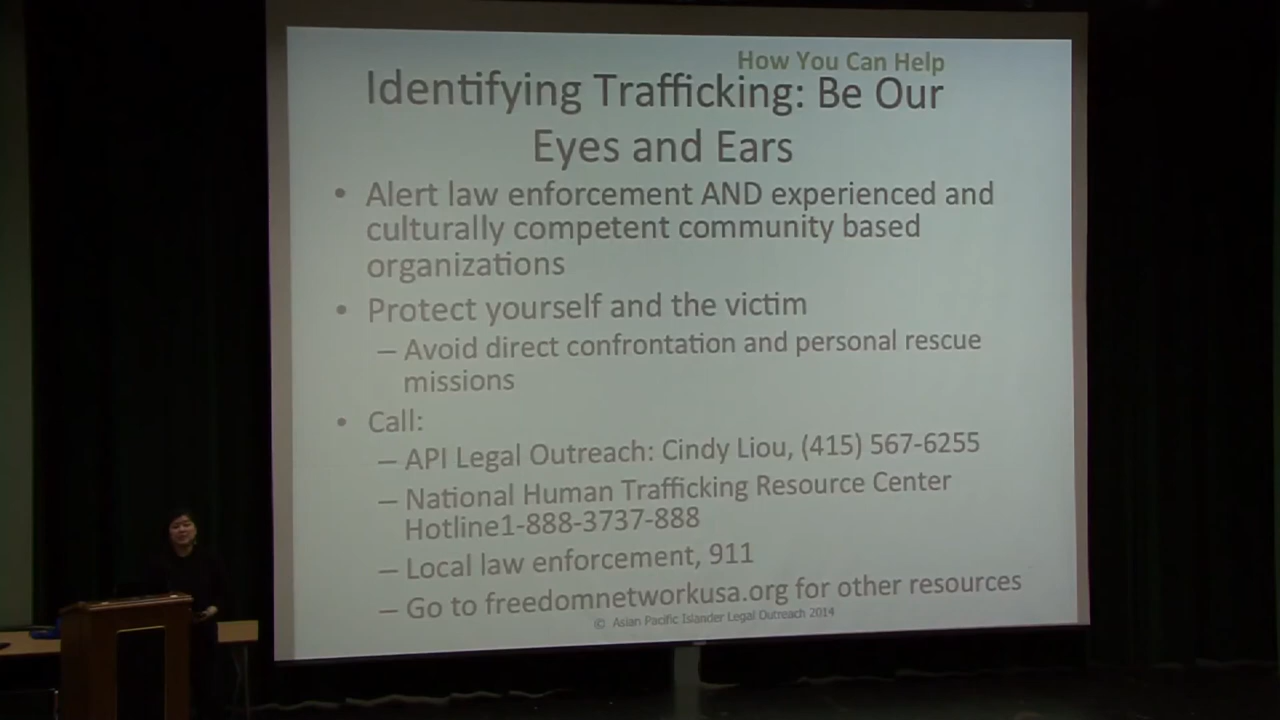 How You Can Help
Identifying Trafficking: Be Our
Eyes and Ears
• Alert law enforcement AND experienced and
culturally competent community based
organizations
• Protect yourself and the victim
– Avoid direct confrontation and personal rescue
missions
• Call:
– API Legal Outreach: Cindy Liou, (415) 567-6255
– National Human Trafficking Resource Center
Hotline1-888-3737-888
– Local law enforcement, 911
– Go to freedomnetworkusa.org for other resources
© Asian Pacific Islander Legal Outreach 2014